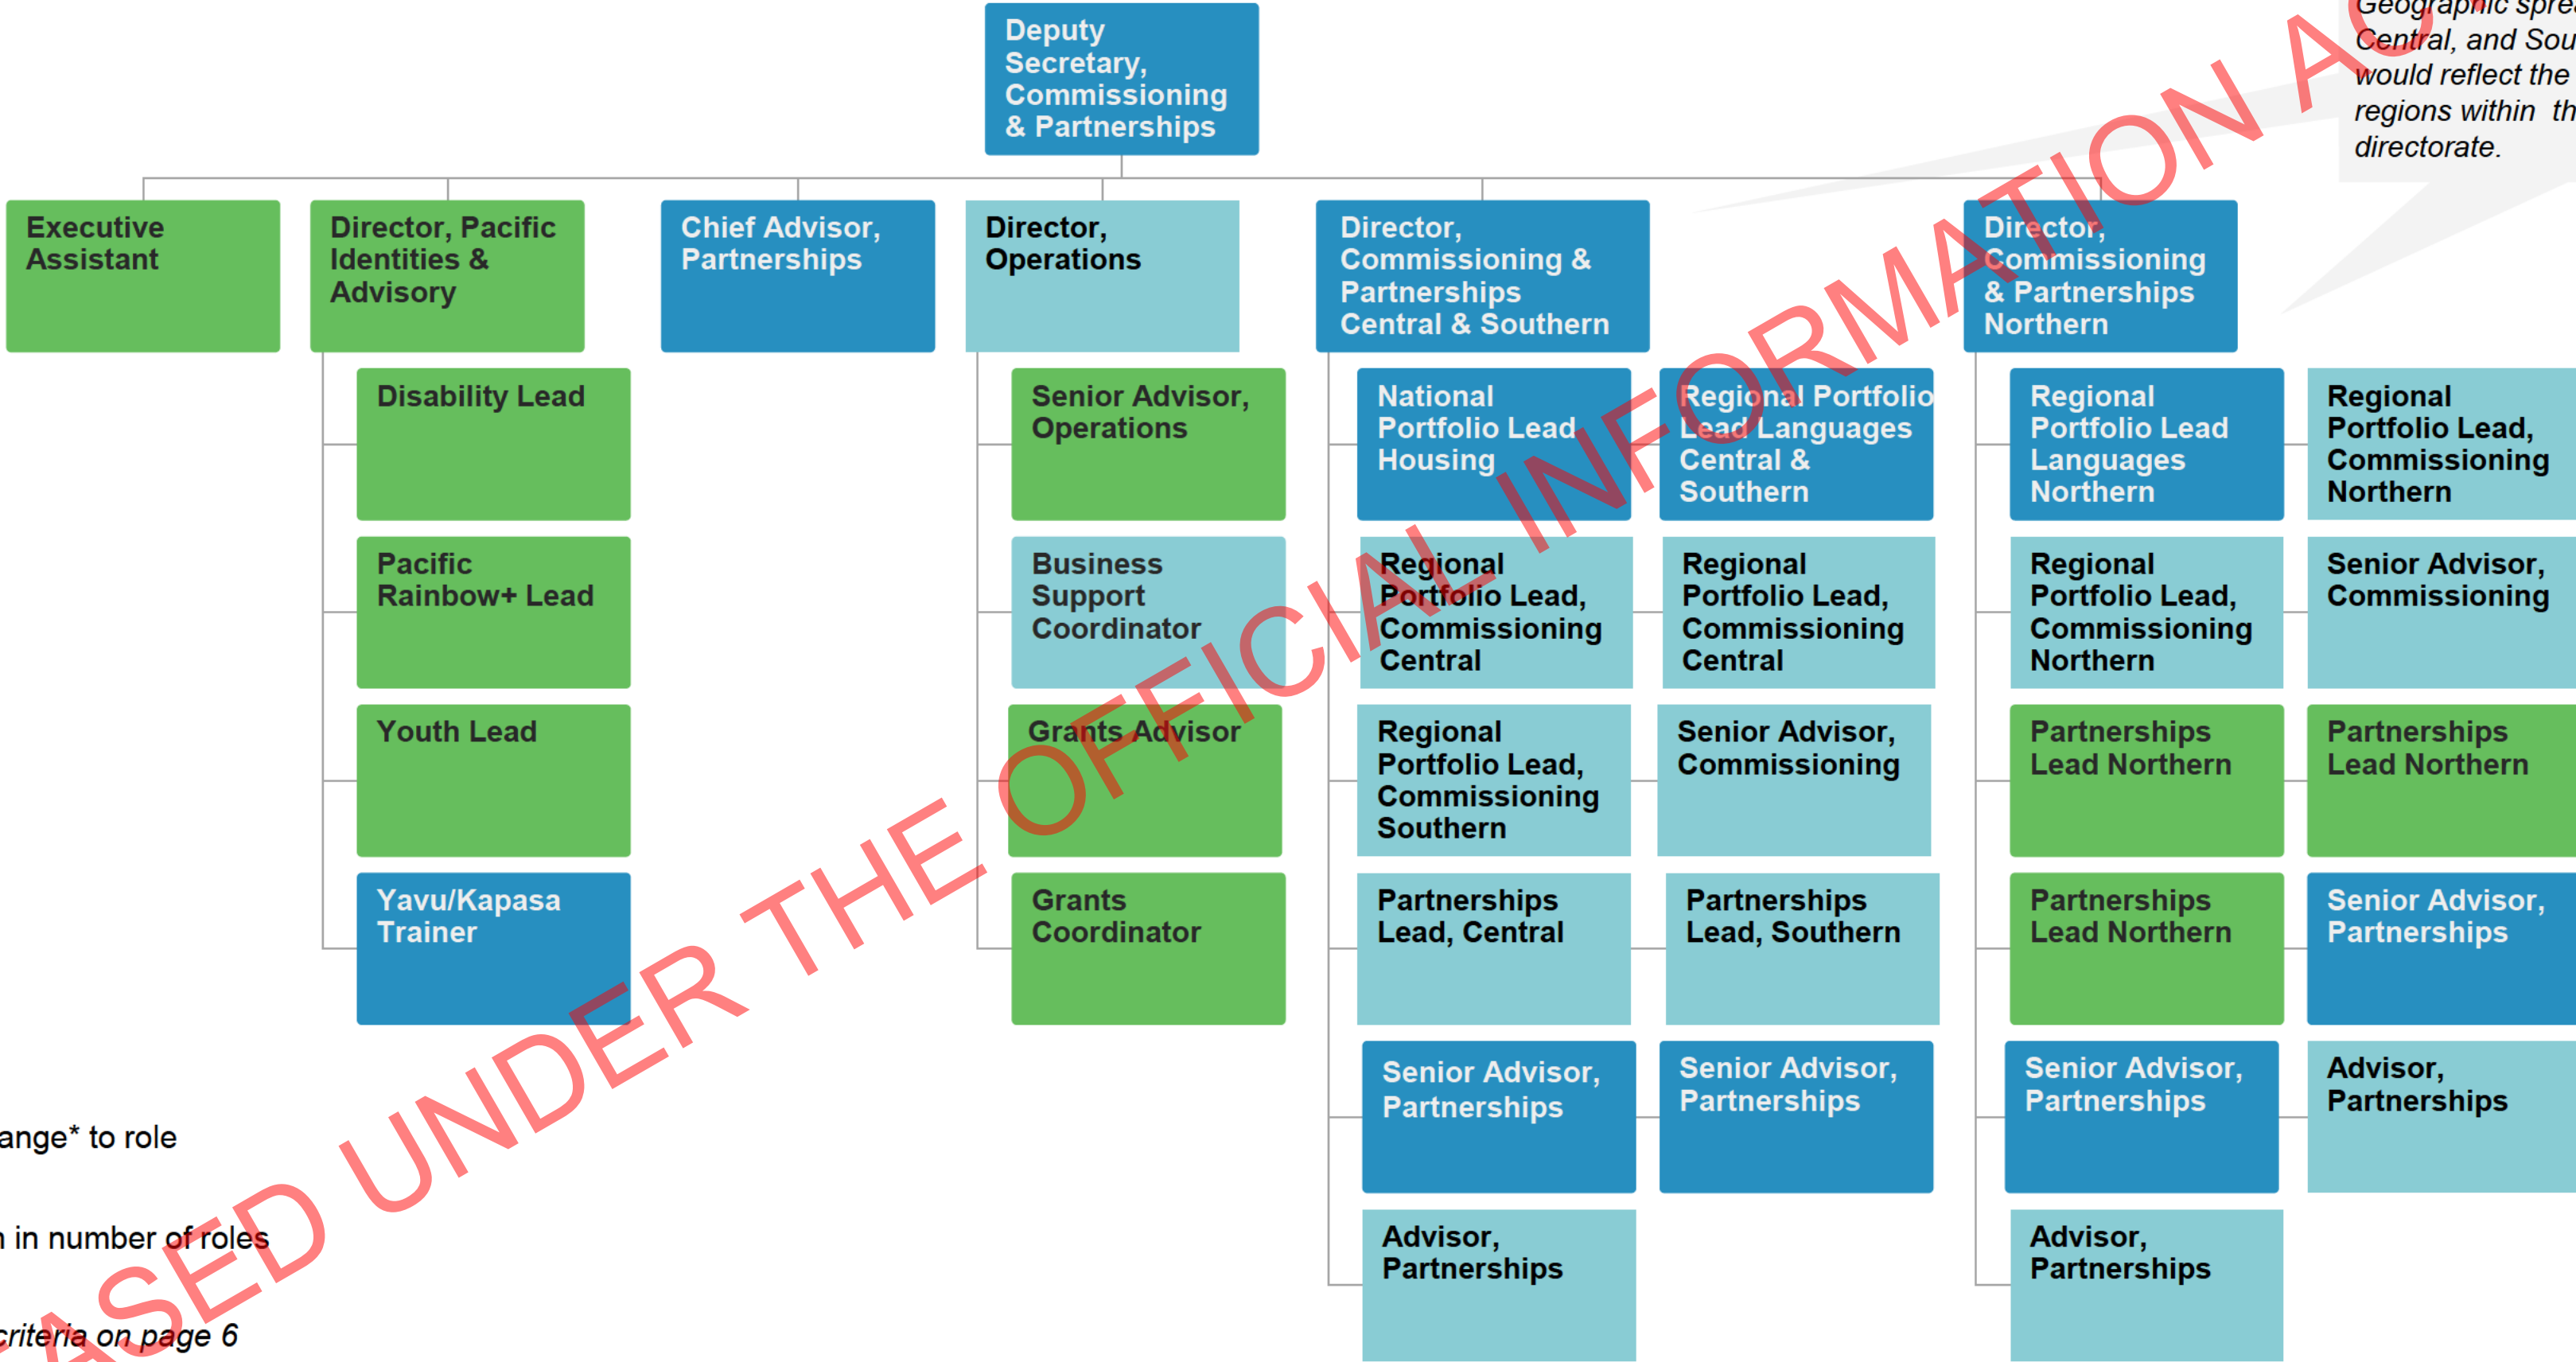 Deputy
Secretary,
Commissioning
& Partnerships
Central, and
would reflect the
regions within
directorate.
Executive
Assistant
Director, Pacific
Identities &
Advisory
Chief Advisor,
Partnerships
Director,
Operations
Director,
Commissioning &
Partnerships
Central & Southern
Director,
Commissioning
& Partnerships
Northern
Disability Lead
Pacific
Rainbow+ Lead
Youth Lead
Yavu/Kapasa
Trainer
Senior Advisor,
Operations
Business
Support
Coordinator
Grants Advisor
Grants
Coordinator
National
Portfolio Lead
Housing
Regional Portfolio
Lead Languages
Central &
Southern
Regional
Portfolio Lead,
Commissioning
Central
Regional
Portfolio Lead,
Commissioning
Central
Regional
Portfolio Lead,
Commissioning
Southern
Senior Advisor,
Commissioning
Partnerships
Lead, Central
Partnerships
Lead, Southern
Senior Advisor,
Partnerships
Senior Advisor,
Partnerships
Advisor,
Partnerships
Regional
Portfolio Lead
Languages
Northern
Regional
Portfolio Lead,
Commissioning
Northern
Regional
Portfolio Lead,
Commissioning
Northern
Senior Advisor,
Commissioning
Partnerships
Lead Northern
Partnerships
Lead Northern
Partnerships
Lead Northern
Senior Advisor,
Partnerships
Senior Advisor,
Partnerships
Advisor,
Partnerships
Advisor,
Partnerships
ange* to role
in number of roles
criteria on page 6
ASED UNDER THE OFFICIAL INFORMATION AC